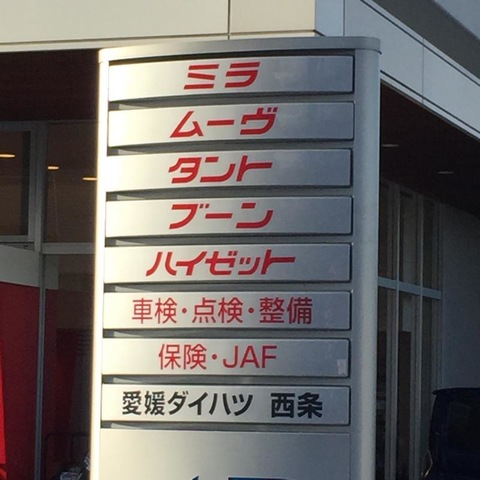 ミラ
ムーヴ
タント
ブーン
ハイゼット
車検・点検・整備
保険・JAF
愛媛ダイハツ 西条